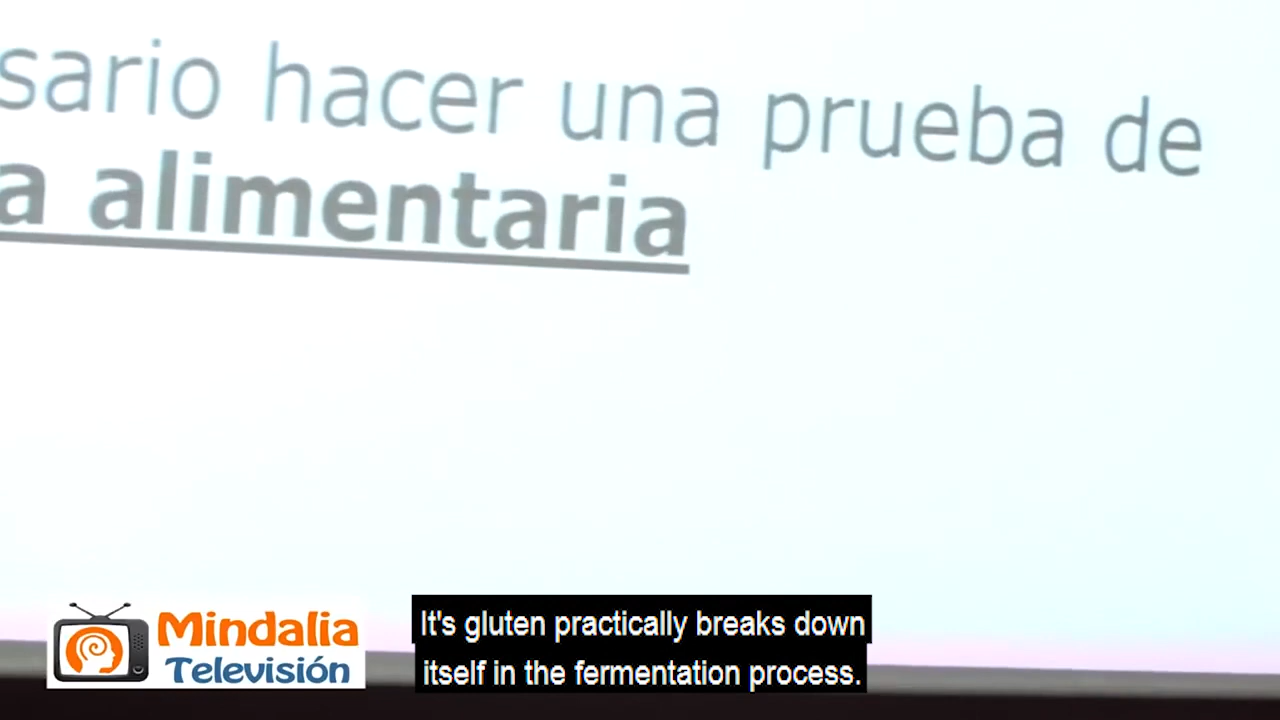 sario hacer una prueba de
a alimentaria
Mindalia
Televisión
It's gluten practically breaks down
itself in the fermentation process.